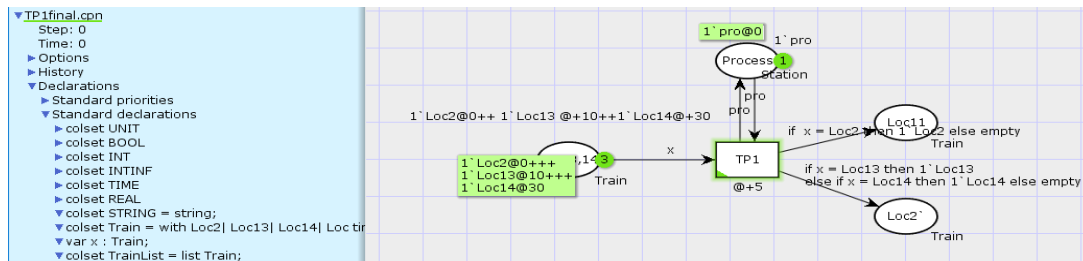 TP1final.cpn
Step: 0
Time: 0
Options
History
Declarations
Standard priorities
Standard declarations
colset UNIT
colset BOOL
colset INT
colset INTINF
colset TIME
colset REAL
colset STRING = string;
colset Train = with Loc2| Loc13| Loc14| Loc tir
var x : Train;
colset TrainList = list Train;
1`pro@0
1`pro
Process
1
Station
pro
pro
1`Loc2@0++ 1`Loc13 @+10++1`Loc14@+30
3,14
3
1`Loc2@0+++
1`Loc13@10+++
1`Loc14@30
Train
x
TP1
@+5
Loc11
if x = Loc2 then 1`Loc2 else empty
Train
if x = Loc13 then 1`Loc13
else if x = Loc14 then 1`Loc14 else empty
Loc2`
Train